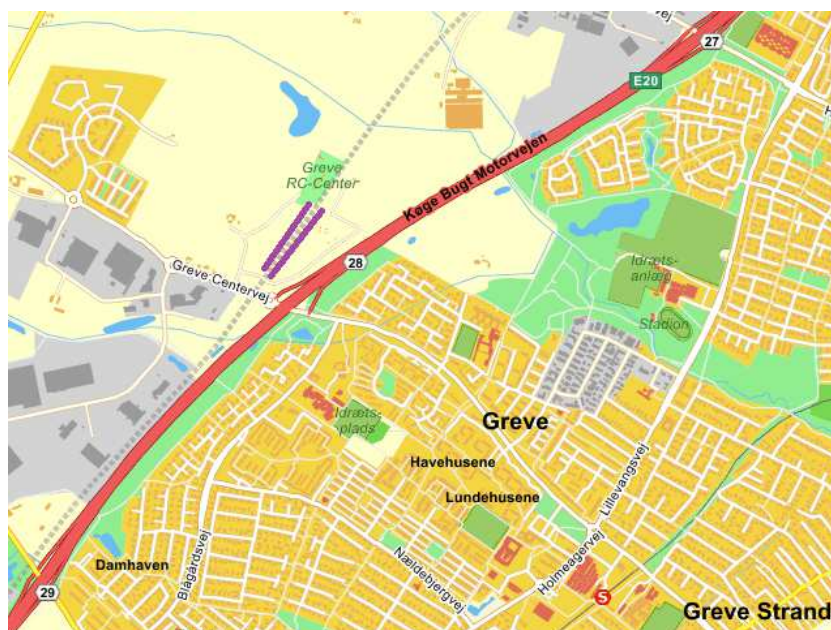 27
E20
Køge Bugt Motorvejen
Greve
RC-Center
28
Greve Centervej
Idræts-
anlæg
Stadion
Idræts-
plads
Greve
Havehusene
Lundehusene
Lillevangsvej
Holmeagervej
Nældebjergvej
Blågårdsvej
Damhaven
29
S
Greve Strand